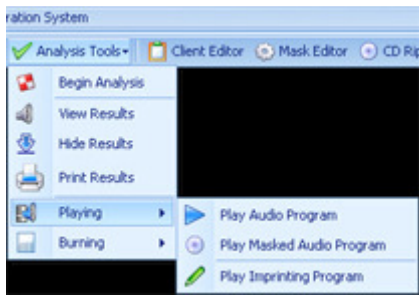 ration System
Analysis Tools Client Editor Mask Editor CD Rip
Begin Analysis
View Results
Hide Results
Print Results
Playing
Burning
Play Audio Program
Play Masked Audio Program
Play Imprinting Program